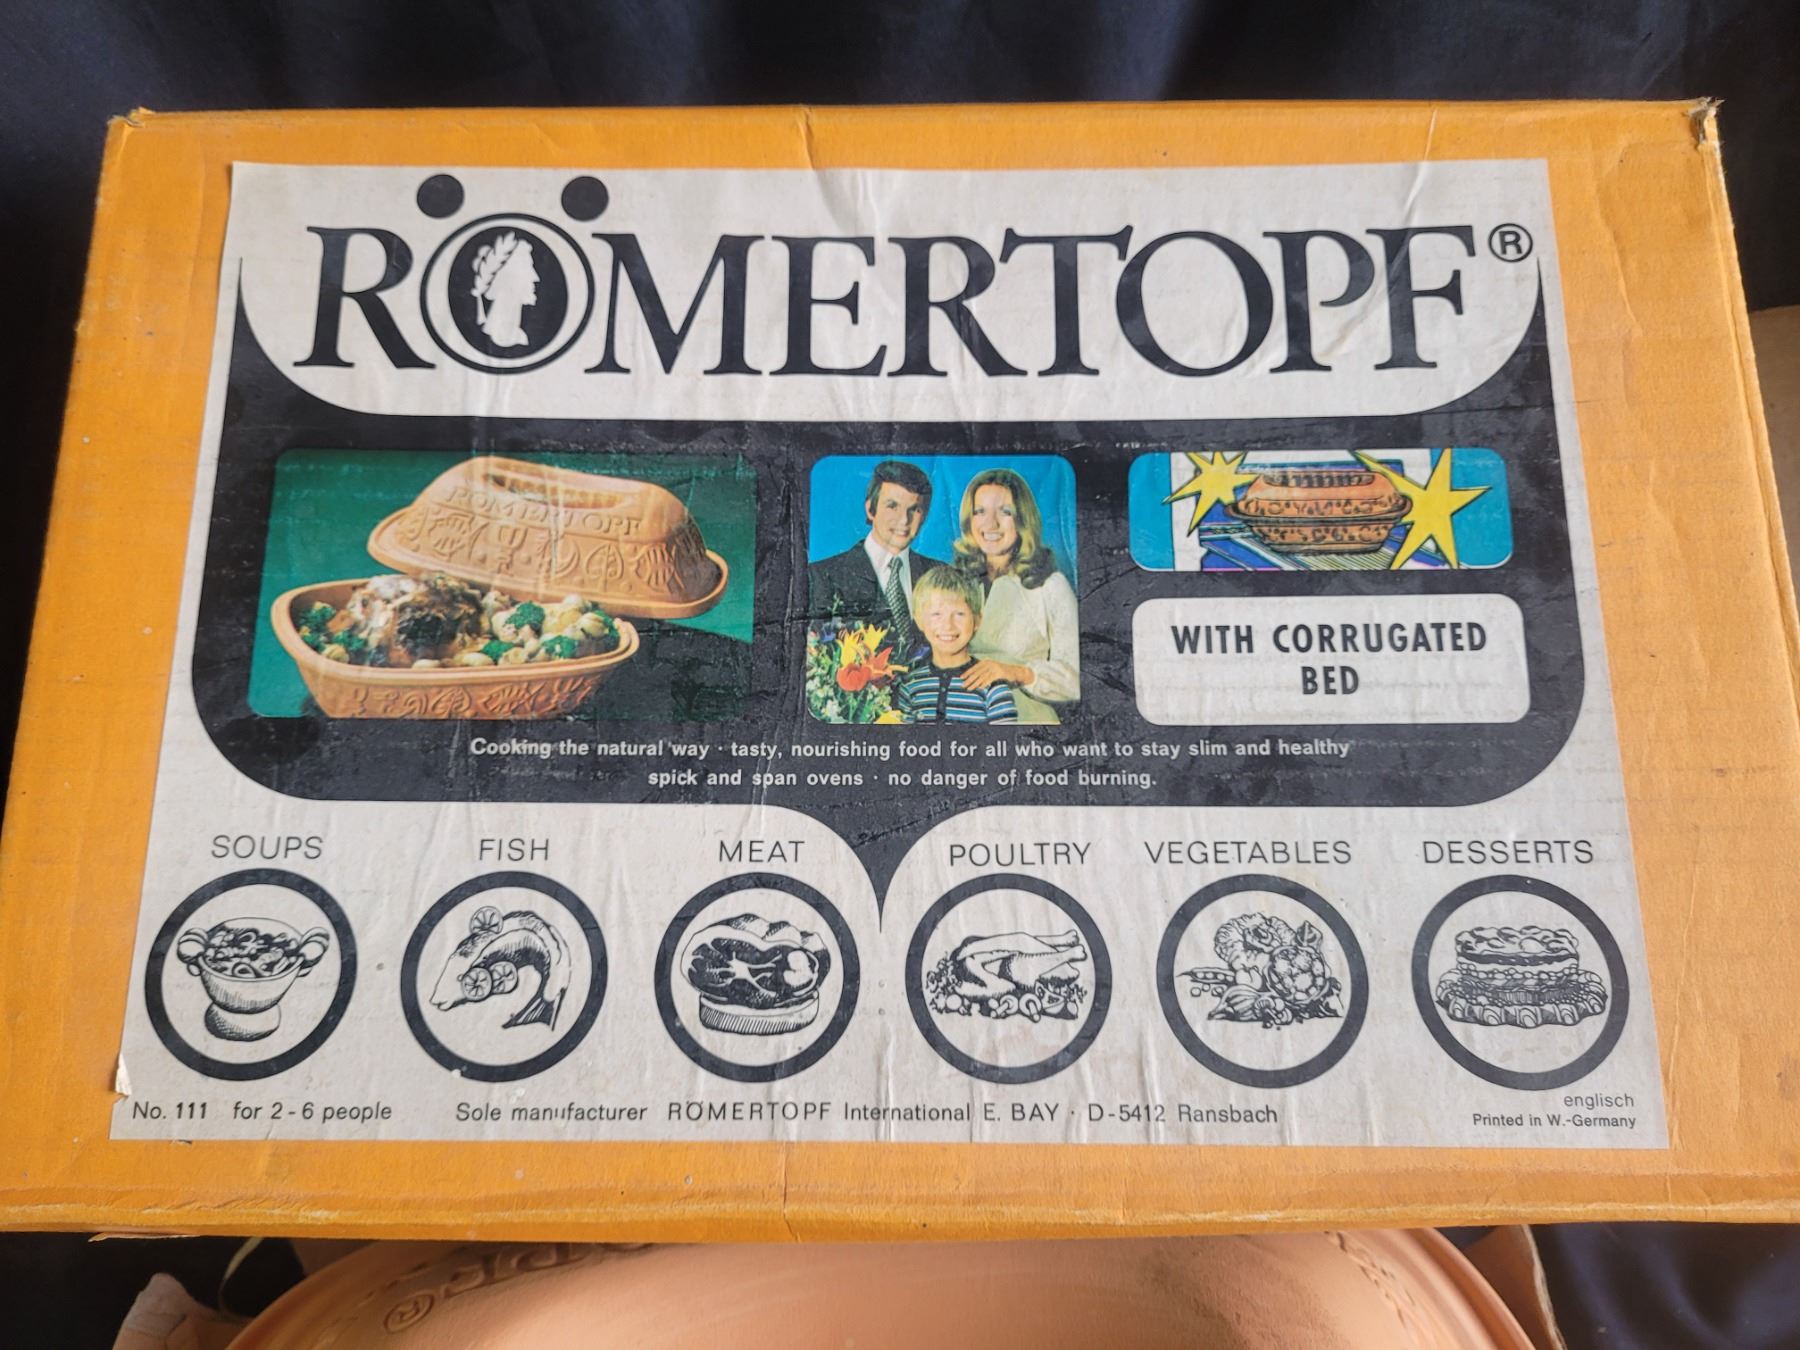 RÖMERTOPF®
RÖMERTOPF
WITH CORRUGATED
BED
Cooking the natural way · tasty, nourishing food for all who want to stay slim and healthy
spick and span ovens · no danger of food burning.
SOUPS FISH MEAT POULTRY VEGETABLES DESSERTS
No. 111 for 2 - 6 people Sole manufacturer RÖMERTOPF International E. BAY · D-5412 Ransbach
englisch
Printed in W.-Germany
®